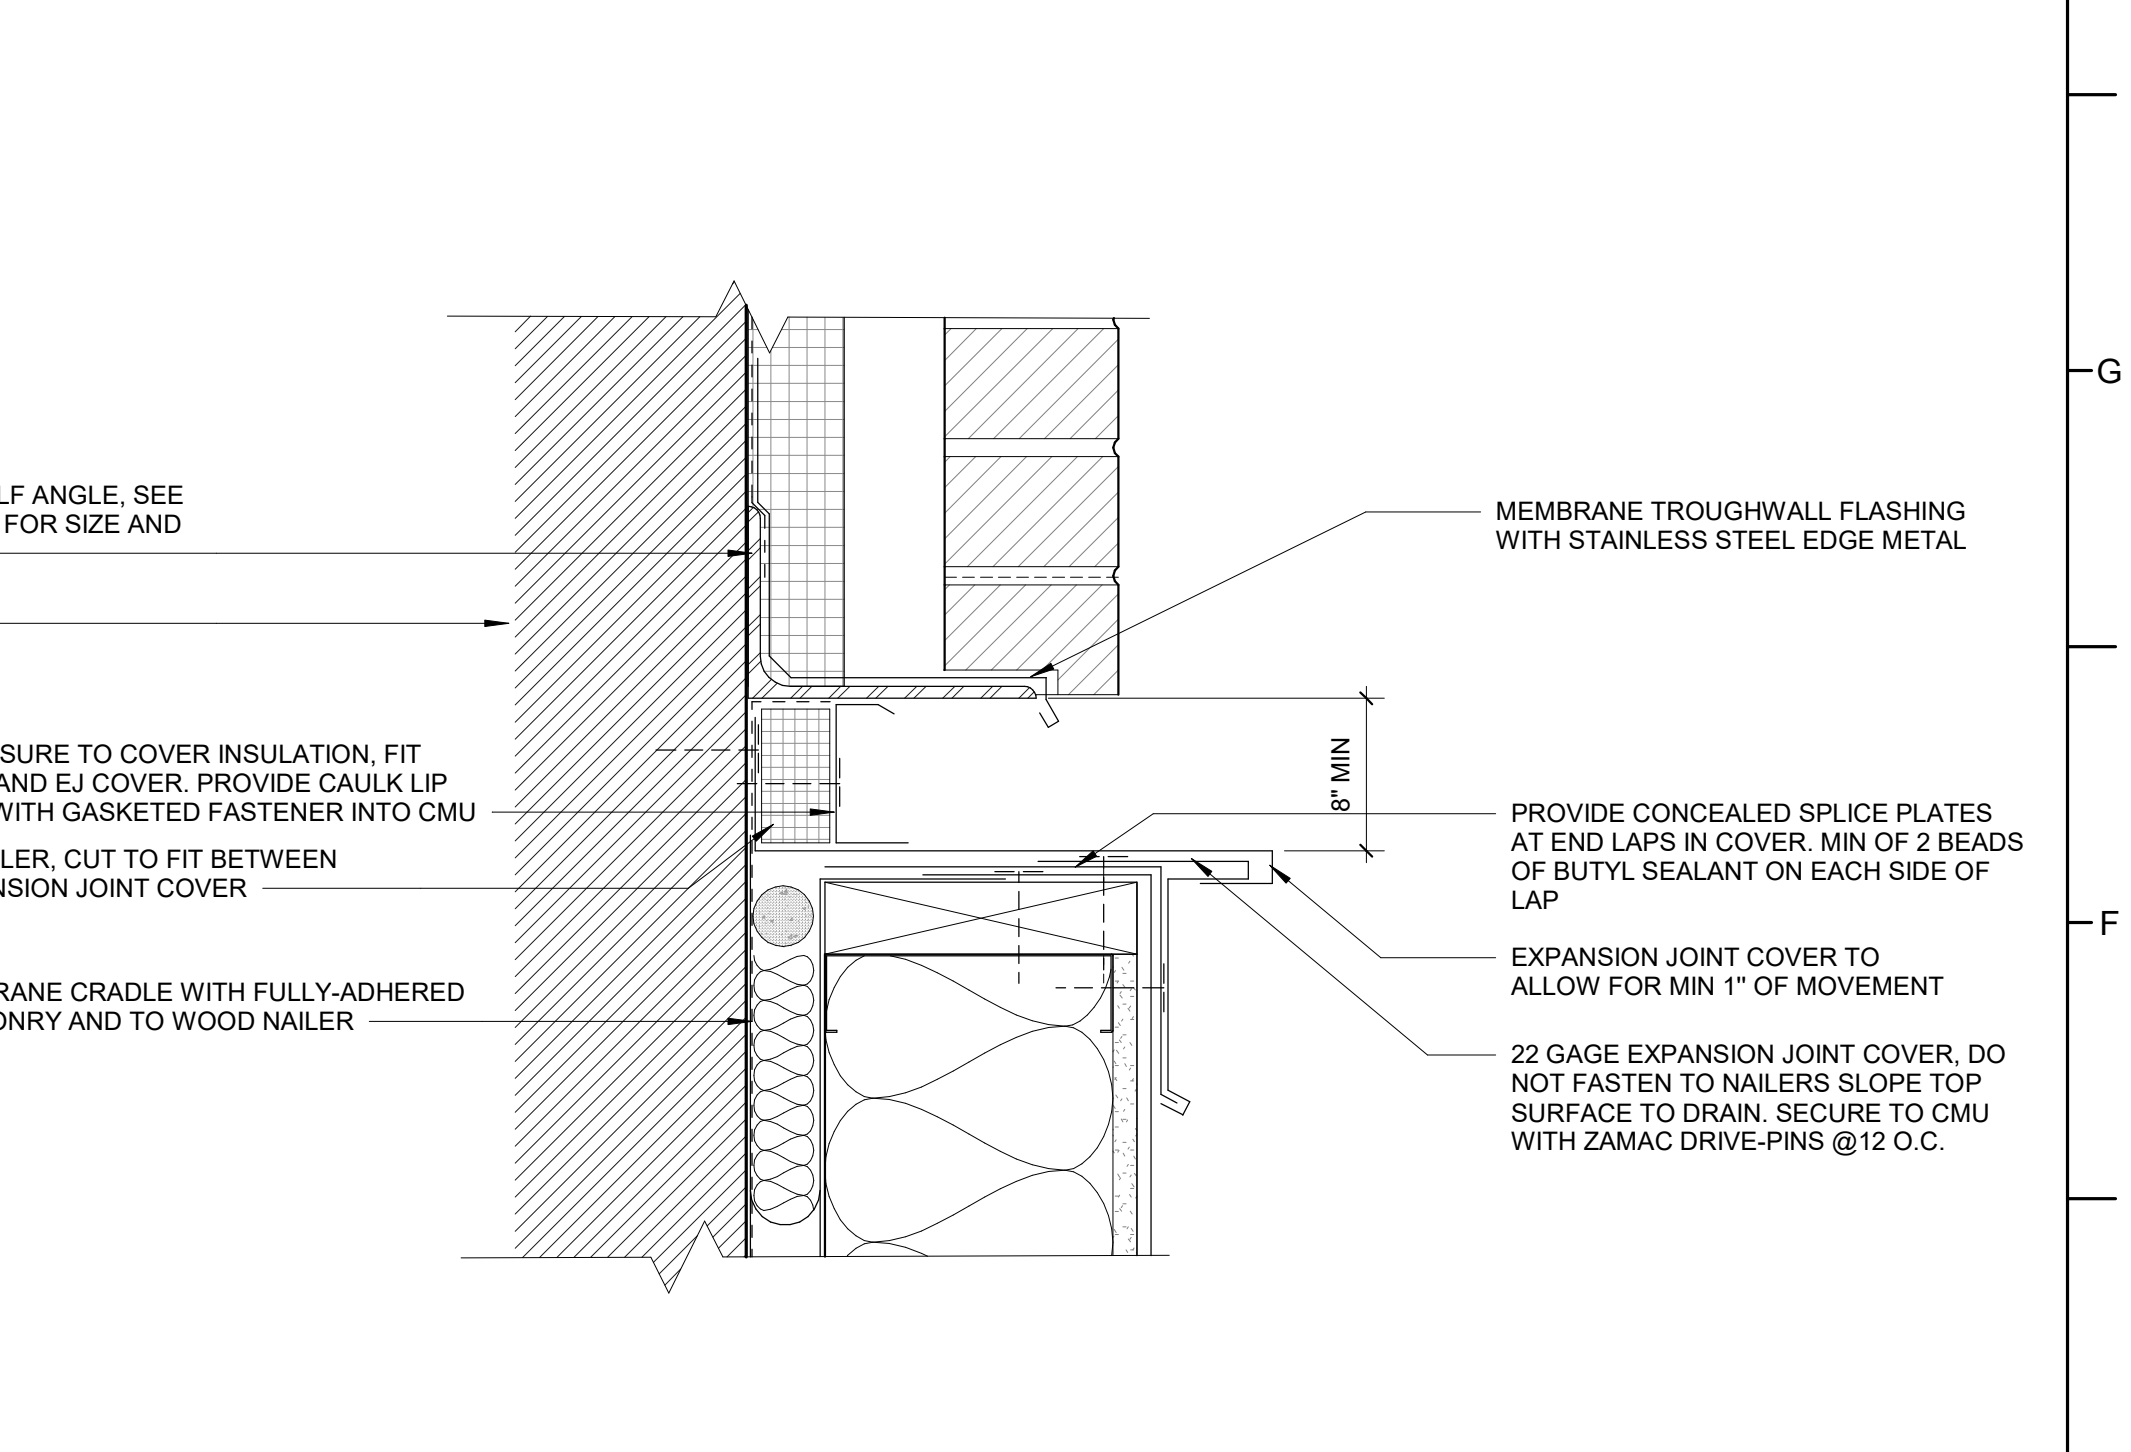 G
LF ANGLE, SEE
FOR SIZE AND
MEMBRANE TROUGHWALL FLASHING
WITH STAINLESS STEEL EDGE METAL
SURE TO COVER INSULATION, FIT
AND EJ COVER. PROVIDE CAULK LIP
WITH GASKETED FASTENER INTO CMU
LER, CUT TO FIT BETWEEN
NSION JOINT COVER
RANE CRADLE WITH FULLY-ADHERED
ONRY AND TO WOOD NAILER
8" MIN
PROVIDE CONCEALED SPLICE PLATES
AT END LAPS IN COVER. MIN OF 2 BEADS
OF BUTYL SEALANT ON EACH SIDE OF
LAP
F
EXPANSION JOINT COVER TO
ALLOW FOR MIN 1" OF MOVEMENT
22 GAGE EXPANSION JOINT COVER, DO
NOT FASTEN TO NAILERS SLOPE TOP
SURFACE TO DRAIN. SECURE TO CMU
WITH ZAMAC DRIVE-PINS @12 O.C.